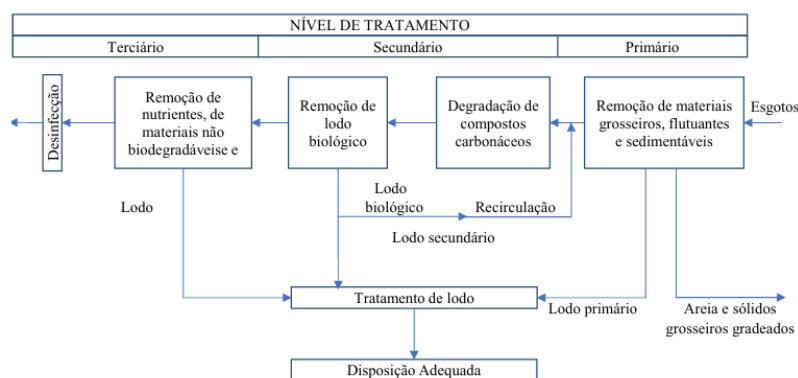 NÍVEL DE TRATAMENTO
Terciário
Secundário
Primário
Desinfecção
Remoção de
nutrientes, de
materiais não
biodegradáveise e
Remoção de
lodo
biológico
Degradação de
compostos
carbonáceos
Remoção de materiais
grosseiros, flutuantes
e sedimentáveis
Esgotos
Lodo
Lodo
biológico
Recirculação
Lodo secundário
Tratamento de lodo
Lodo primário
Areia e sólidos
grosseiros gradeados
Disposição Adequada